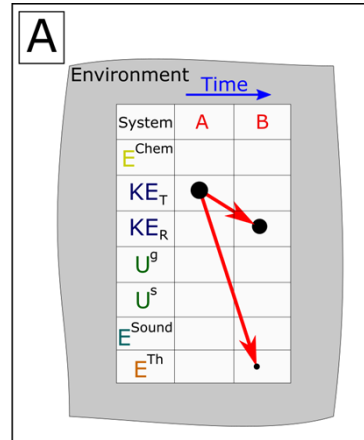 A
Environment
Time
System A B
E^Chem
KE_T
KE_R
U^g
U^s
E^Sound
E^Th